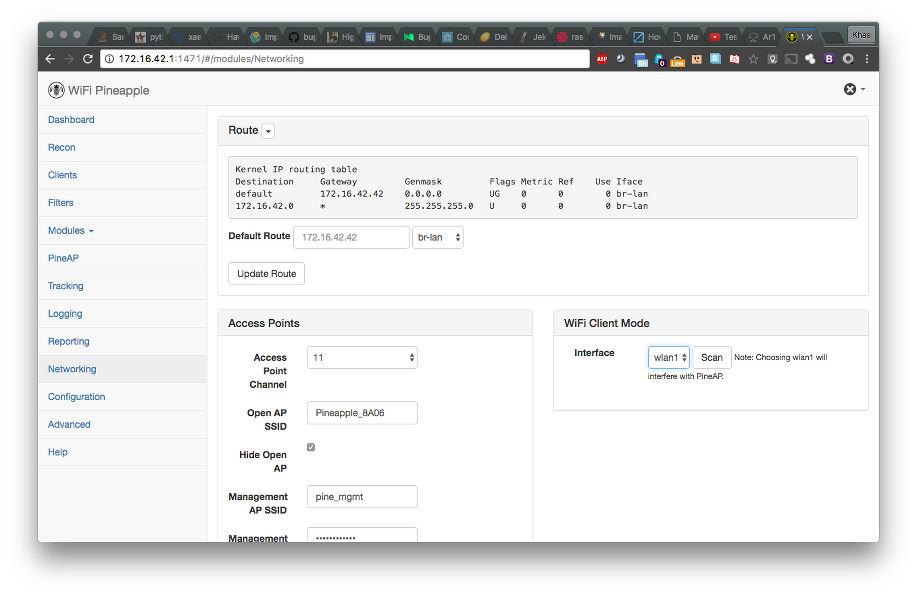 San
pyt
xae
Hav
Imp
bug
Hig
Imp
Bug
Co
Del
Jek
ras
Ima
Hov
Ma
Tes
Ar1
Khas
172.16.42.1:1471/#/modules/Networking
ABP
0
Low
B
WiFi Pineapple
Dashboard
Recon
Clients
Filters
Modules
PineAP
Tracking
Logging
Reporting
Networking
Configuration
Advanced
Help
Route
Kernel IP routing table
Destination Gateway Genmask Flags Metric Ref Use Iface
default 172.16.42.42 0.0.0.0 UG 0 0 0 br-lan
172.16.42.0 * 255.255.255.0 U 0 0 0 br-lan
Default Route 172.16.42.42 br-lan
Update Route
Access Points
Access Point Channel 11
Open AP SSID Pineapple_8A06
Hide Open AP
Management AP SSID pine_mgmt
Management ••••••••••••
WiFi Client Mode
Interface wlan1 Scan Note: Choosing wlan1 will
interfere with PineAP.